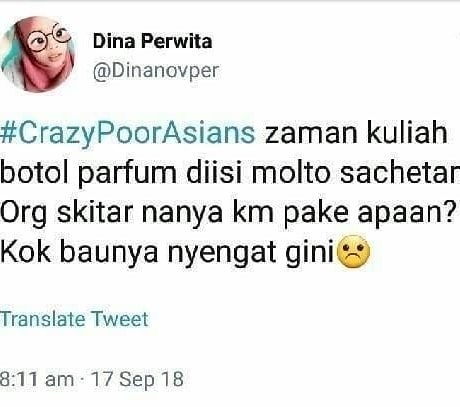 Dina Perwita
@Dinanovper
#CrazyPoorAsians zaman kuliah
botol parfum diisi molto sachetan
Org skitar nanya km pake apaan?
Kok baunya nyengat gini☹️
Translate Tweet
8:11 am · 17 Sep 18